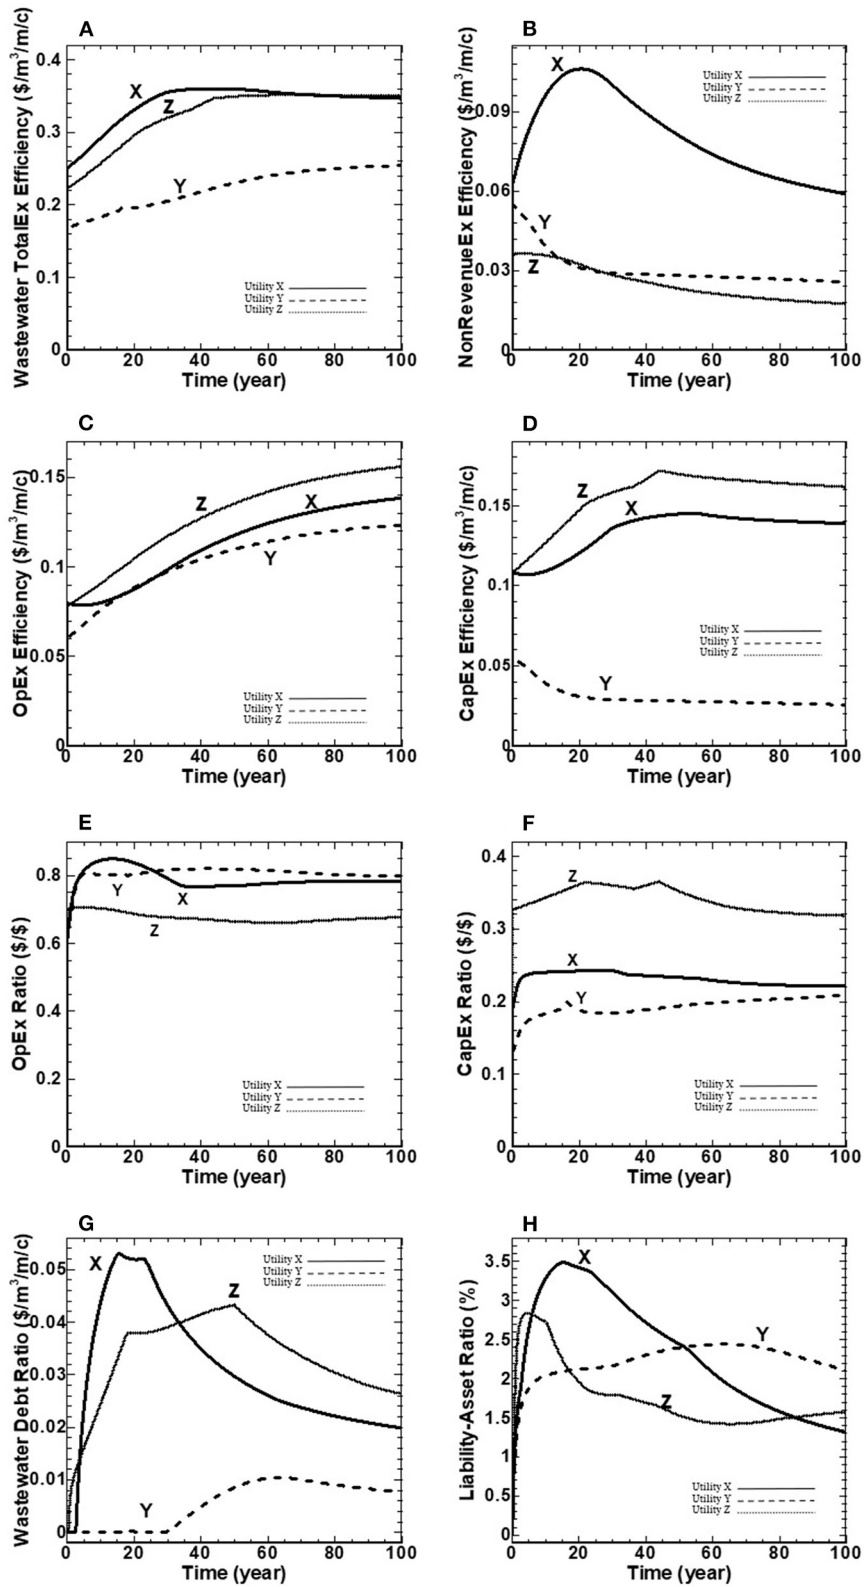 A
Wastewater TotalEx Efficiency ($/m³/m/c)
0.4
0.3
0.2
0.1
0
X
Z
Y
Utility X
Utility Y
Utility Z
0 20 40 60 80 100
Time (year)
B
NonRevenueEx Efficiency ($/m³/m/c)
0.09
0.06
0.03
0
X
Y
Z
Utility X
Utility Y
Utility Z
0 20 40 60 80 100
Time (year)
C
OpEx Efficiency ($/m³/m/c)
0.15
0.1
0.05
0
Z
X
Y
Utility X
Utility Y
Utility Z
0 20 40 60 80 100
Time (year)
D
CapEx Efficiency ($/m³/m/c)
0.15
0.1
0.05
0
Z
X
Y
Utility X
Utility Y
Utility Z
0 20 40 60 80 100
Time (year)
E
OpEx Ratio ($/$)
0.8
0.6
0.4
0.2
0
Y
X
Z
Utility X
Utility Y
Utility Z
0 20 40 60 80 100
Time (year)
F
CapEx Ratio ($/$)
0.4
0.3
0.2
0.1
0
Z
X
Y
Utility X
Utility Y
Utility Z
0 20 40 60 80 100
Time (year)
G
Wastewater Debt Ratio ($/m³/m/c)
0.05
0.04
0.03
0.02
0.01
0
X
Z
Y
Utility X
Utility Y
Utility Z
0 20 40 60 80 100
Time (year)
H
Liability-Asset Ratio (%)
3.5
3
2.5
2
1.5
1
0.5
0
X
Y
Z
Utility X
Utility Y
Utility Z
0 20 40 60 80 100
Time (year)